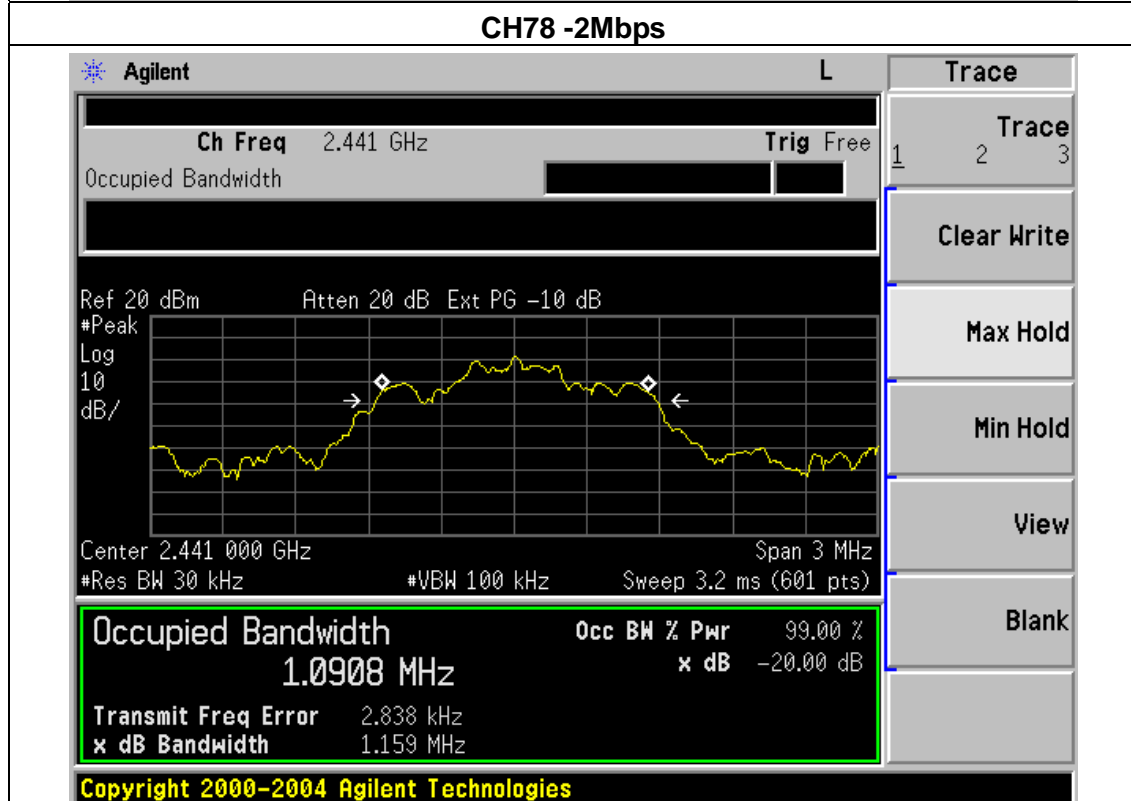 CH78 -2Mbps
Agilent L Trace
Ch Freq 2.441 GHz Trig Free
Occupied Bandwidth
Trace
1 2 3
Clear Write
Max Hold
Min Hold
View
Blank
Ref 20 dBm Atten 20 dB Ext PG -10 dB
#Peak
Log
10
dB/
Center 2.441 000 GHz Span 3 MHz
#Res BW 30 kHz #VBW 100 kHz Sweep 3.2 ms (601 pts)
Occupied Bandwidth Occ BW % Pwr 99.00 %
1.0908 MHz x dB -20.00 dB
Transmit Freq Error 2.838 kHz
x dB Bandwidth 1.159 MHz
Copyright 2000-2004 Agilent Technologies